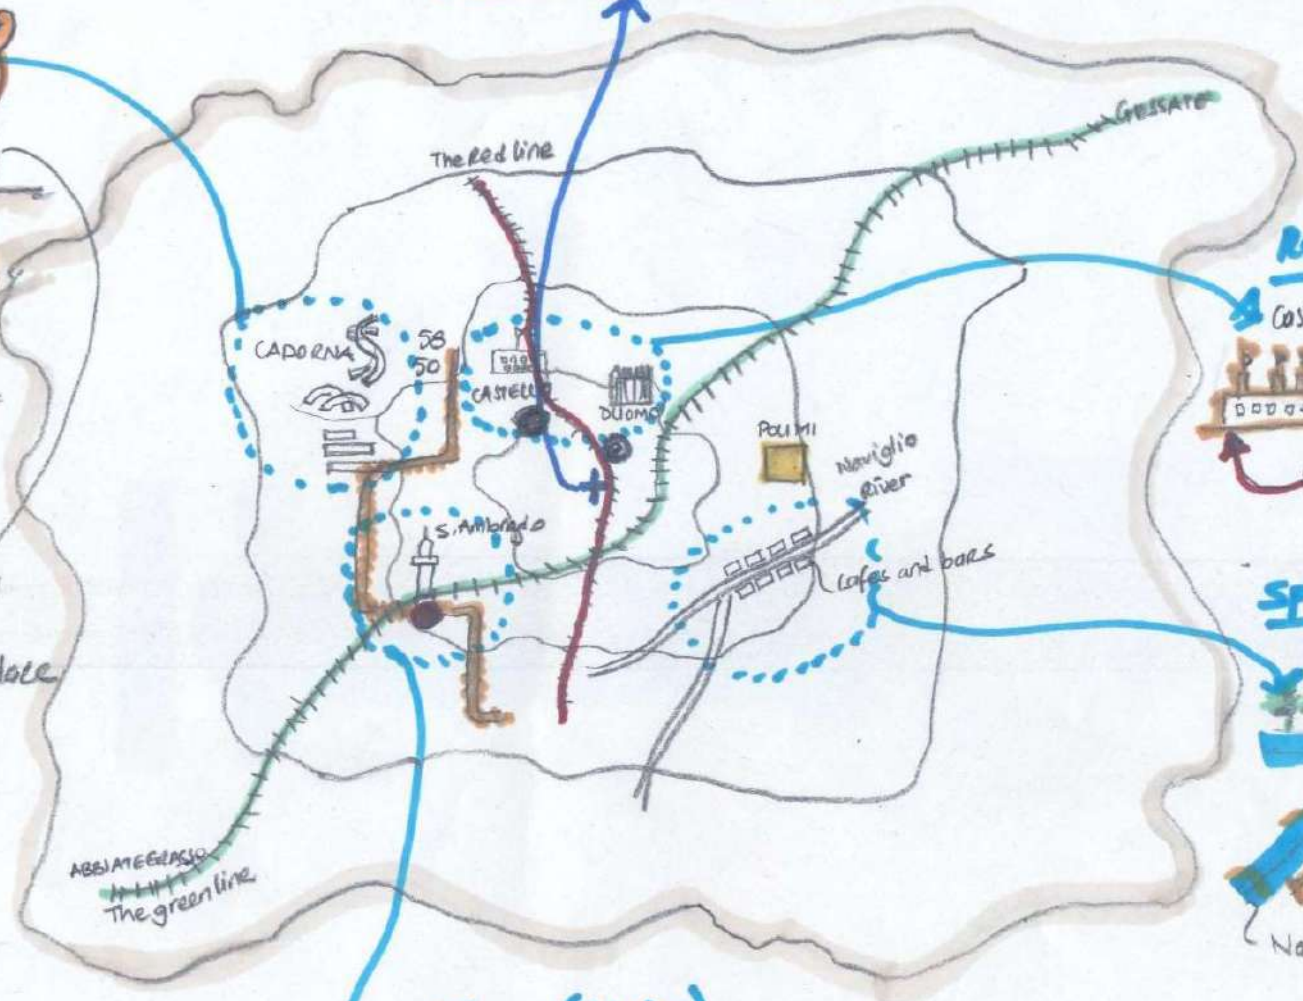 GESSATE
The Red line
CADORNA
58
50
CASTELLO
DUOMO
POLIMI
Naviglio
River
S. Ambrogio
Cafes and bars
ABBIATEGRASSO
The green line